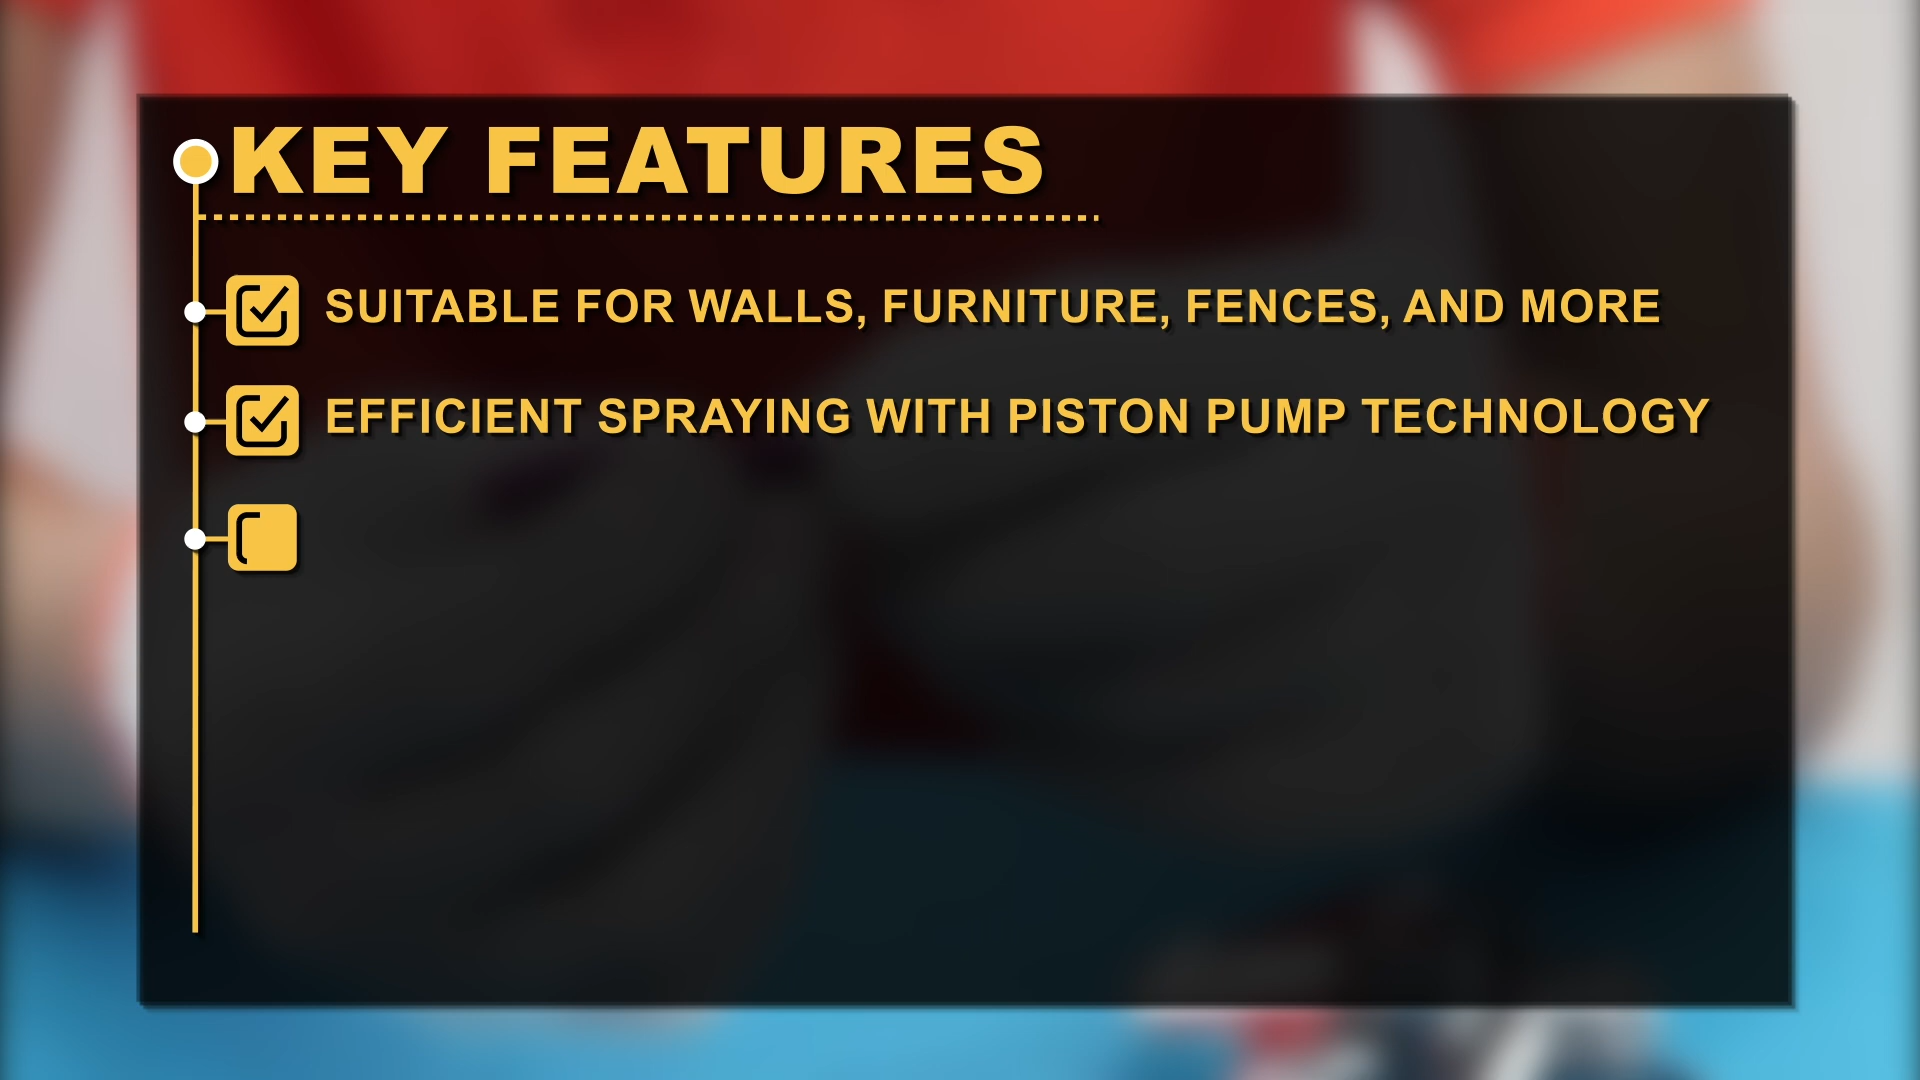 KEY FEATURES
SUITABLE FOR WALLS, FURNITURE, FENCES, AND MORE
EFFICIENT SPRAYING WITH PISTON PUMP TECHNOLOGY